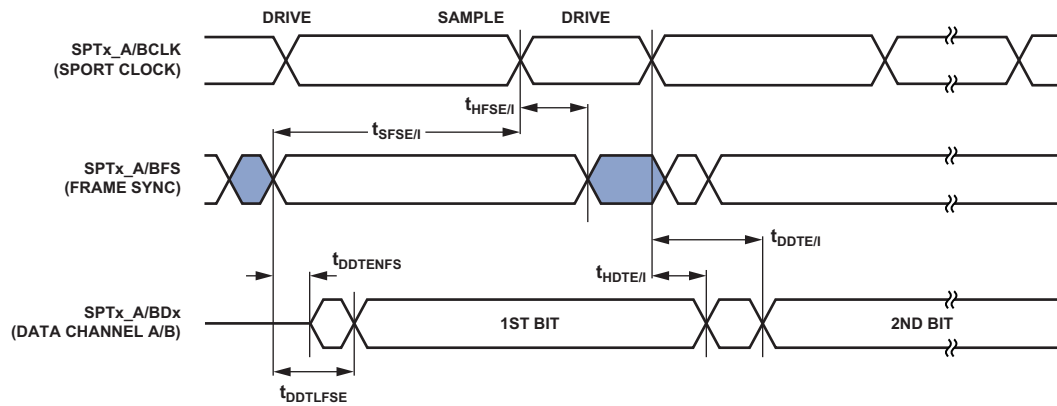 DRIVE SAMPLE DRIVE
SPTx_A/BCLK
(SPORT CLOCK)
tHFSE/I
tSFSE/I
SPTx_A/BFS
(FRAME SYNC)
tDDTE/I
tDDTENFS
tHDTE/I
SPTx_A/BDx
(DATA CHANNEL A/B)
1ST BIT 2ND BIT
tDDTLFSE